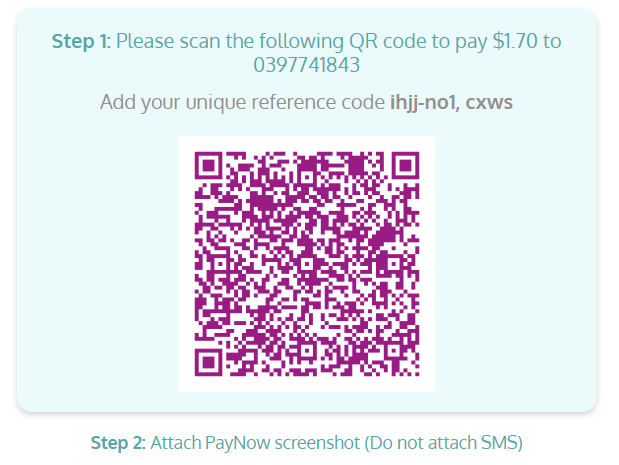 Step 1: Please scan the following QR code to pay $1.70 to
0397741843
Add your unique reference code ihjj-no1, cxws
Step 2: Attach PayNow screenshot (Do not attach SMS)